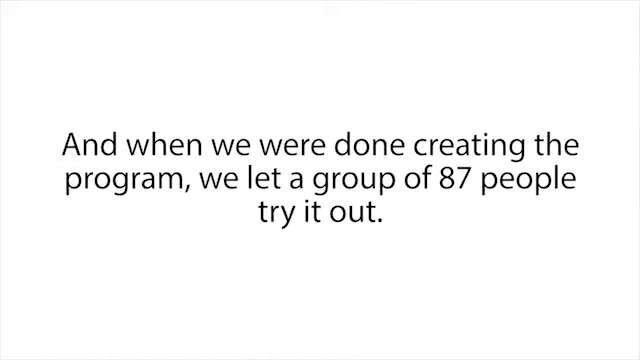 And when we were done creating the
program, we let a group of 87 people
try it out.